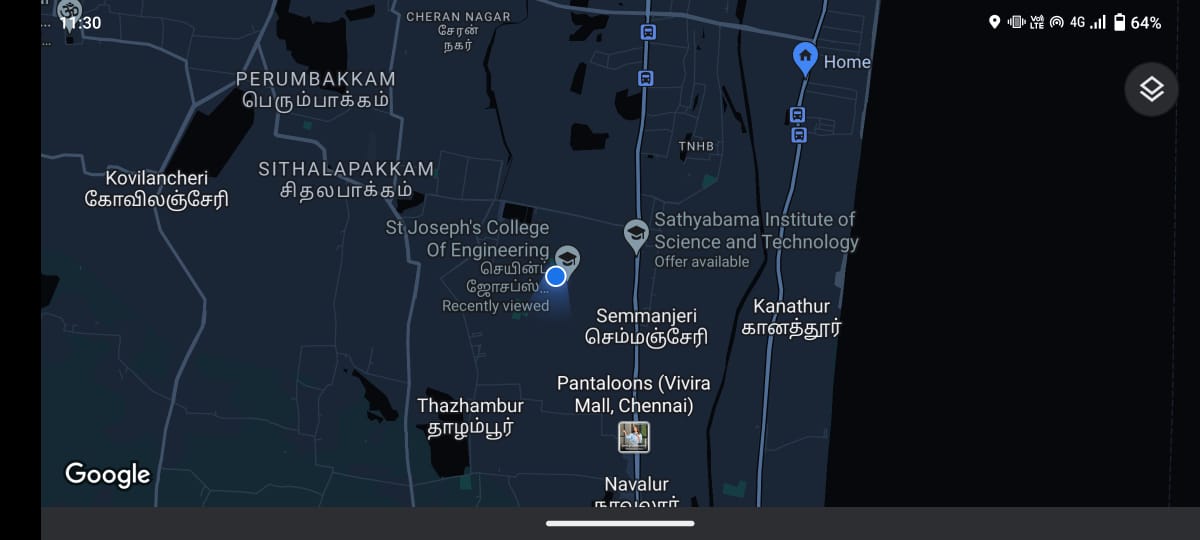 11:30
VoLTE 4G 64%
CHERAN NAGAR
சேரன்
நகர்
Home
PERUMBAKKAM
பெரும்பாக்கம்
TNHB
SITHALAPAKKAM
சிதலபாக்கம்
Kovilancheri
கோவிலஞ்சேரி
St Joseph's College
Of Engineering
செயின்ட்
ஜோசப்ஸ்...
Recently viewed
Sathyabama Institute of
Science and Technology
Offer available
Semmanjeri
செம்மஞ்சேரி
Kanathur
கானத்தூர்
Pantaloons (Vivira
Mall, Chennai)
Thazhambur
தாழம்பூர்
Google
Navalur
நாவலூர்